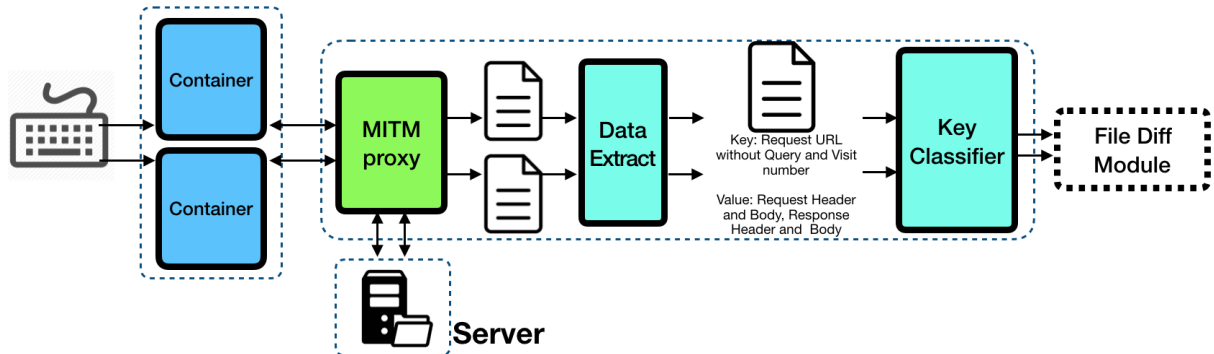 Container
Container
MITM
proxy
Data
Extract
Key: Request URL
without Query and Visit
number
Value: Request Header
and Body, Response
Header and Body
Key
Classifier
File Diff
Module
Server